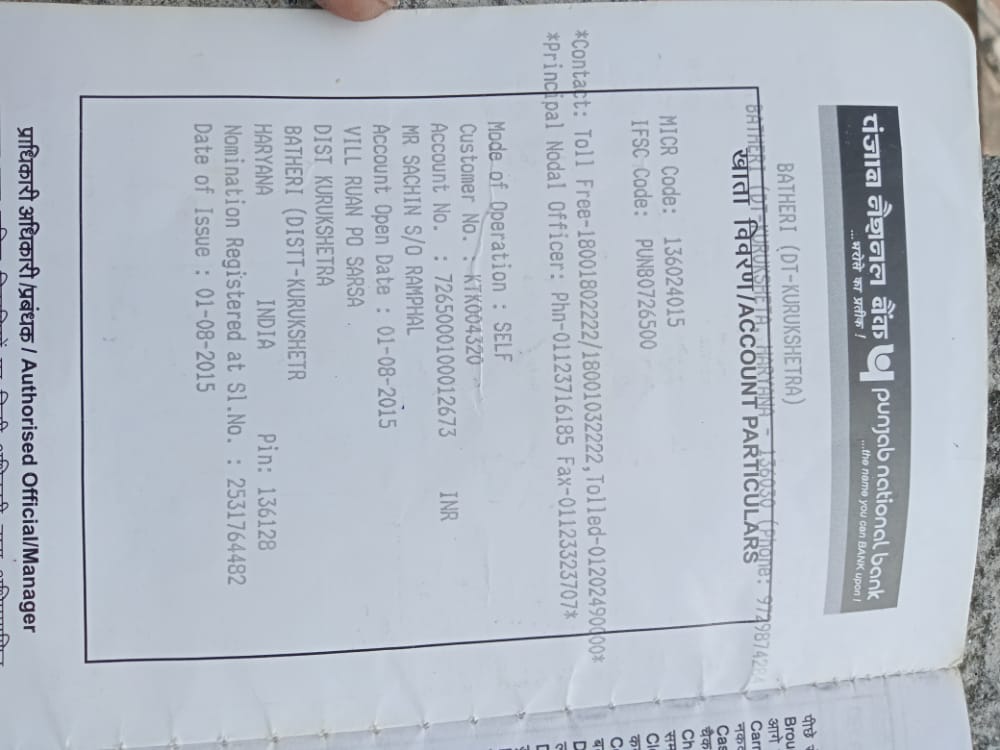 पंजाब नैशनल बैंक punjab national bank
...भरोसे का प्रतीक ! ...the name you can BANK upon !
BATHERI (DT-KURUKSHETRA)
BATHERI (DT-KURUKSHETA, HARYANA - 136030 (Phone: 9729874284
खाता विवरण/ACCOUNT PARTICULARS
MICR Code: 136024015
IFSC Code: PUNB0726500
*Contact: Toll Free-18001802222/18001032222,Tolled-01202490000*
*Principal Nodal Officer: Phn-01123716185 Fax-01123323707*
Mode of Operation : SELF
Customer No. : KTK004320
Account No. : 7265000100012673 INR
MR SACHIN S/O RAMPHAL
Account Open Date : 01-08-2015
VILL RUAN PO SARSA
DIST KURUKSHETRA
BATHERI (DISTT-KURUKSHETR
HARYANA INDIA Pin: 136128
Nomination Registered at Sl.No. : 2531764482
Date of Issue : 01-08-2015
प्राधिकारी अधिकारी/प्रबंधक / Authorised Official/Manager
पीछे
Brou
आगे
Carr
नकद
Cas
चैक
Ch
सम
Cl